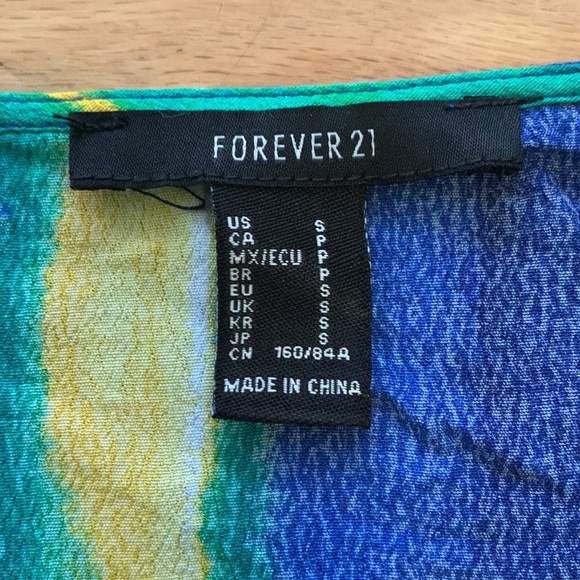 FOREVER 21
US S
CA P
MX/ECU P
BR P
EU S
UK S
KR S
JP S
CN 160/84A
MADE IN CHINA